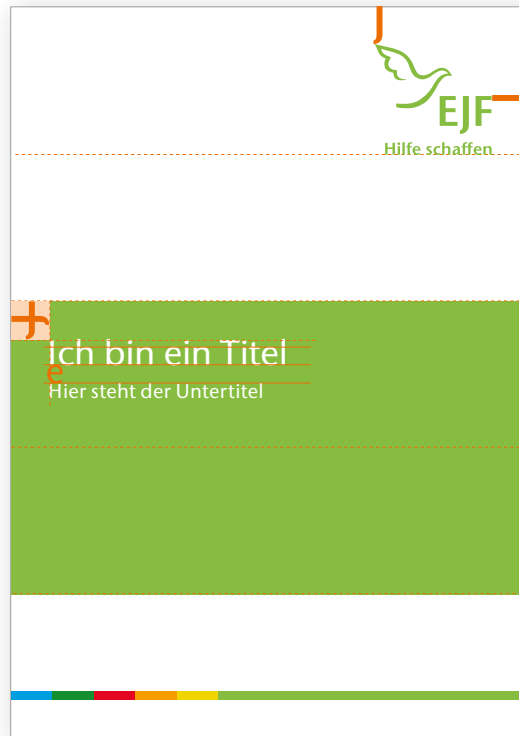 J
EJF
Hilfe schaffen
Ich bin ein Titel
e
Hier steht der Untertitel